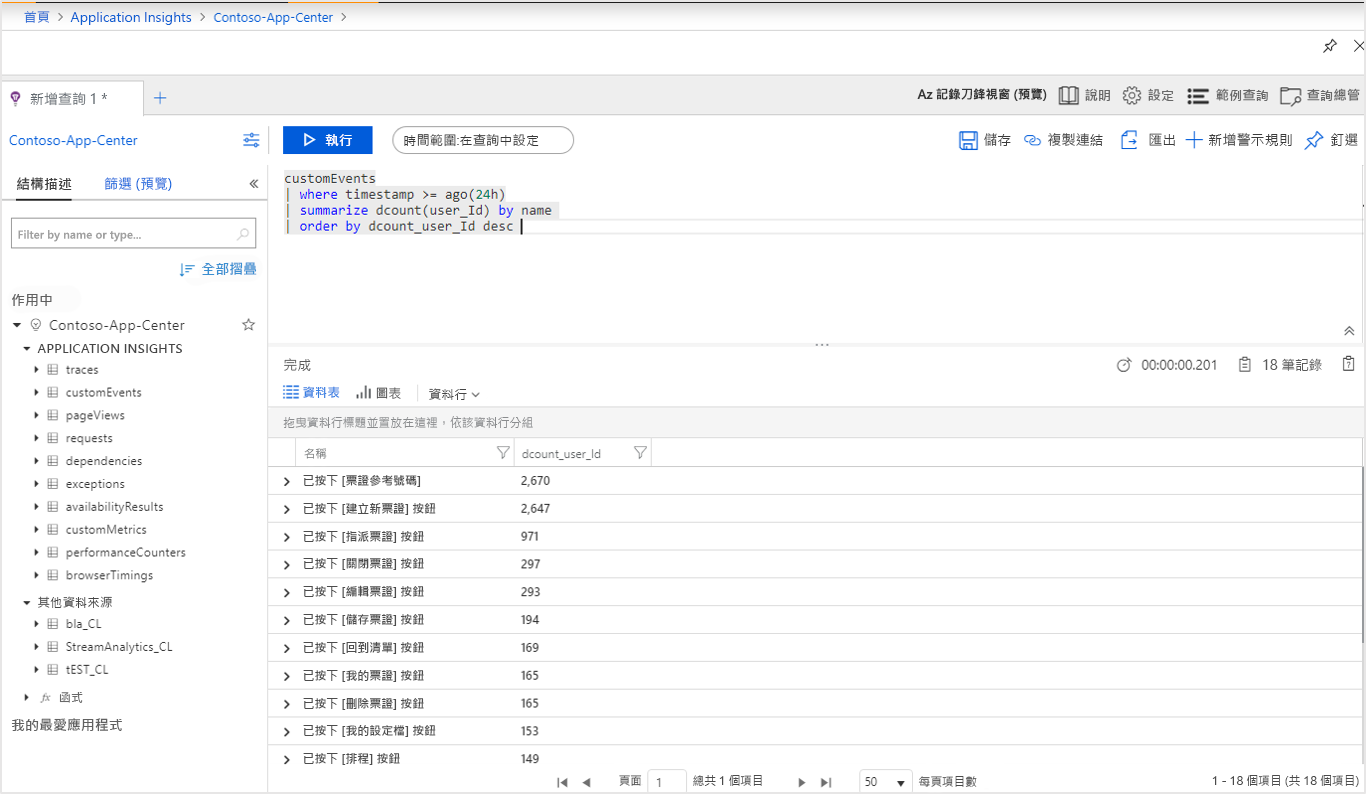 首頁 > Application Insights > Contoso-App-Center >
新增查詢 1 *
Az 記錄刀鋒視窗 (預覽) 說明 設定 範例查詢 查詢總管
Contoso-App-Center
執行 時間範圍:在查詢中設定 儲存 複製連結 匯出 新增警示規則 釘選
結構描述 篩選 (預覽)
Filter by name or type...
全部摺疊
作用中
Contoso-App-Center
APPLICATION INSIGHTS
traces
customEvents
pageViews
requests
dependencies
exceptions
availabilityResults
customMetrics
performanceCounters
browserTimings
其他資料來源
bla_CL
StreamAnalytics_CL
tEST_CL
fx 函式
我的最愛應用程式
customEvents
| where timestamp >= ago(24h)
| summarize dcount(user_Id) by name
| order by dcount_user_Id desc
完成 00:00:00.201 18 筆記錄
資料表 圖表 資料行
拖曳資料行標題並置放在這裡，依該資料行分組
名稱 dcount_user_Id
已按下 [票證參考號碼] 2,670
已按下 [建立新票證] 按鈕 2,647
已按下 [指派票證] 按鈕 971
已按下 [關閉票證] 按鈕 297
已按下 [編輯票證] 按鈕 293
已按下 [儲存票證] 按鈕 194
已按下 [回到清單] 按鈕 169
已按下 [我的票證] 按鈕 165
已按下 [刪除票證] 按鈕 165
已按下 [我的設定檔] 按鈕 153
已按下 [排程] 按鈕 149
頁面 1 總共 1 個項目 50 每頁項目數 1 - 18 個項目 (共 18 個項目)